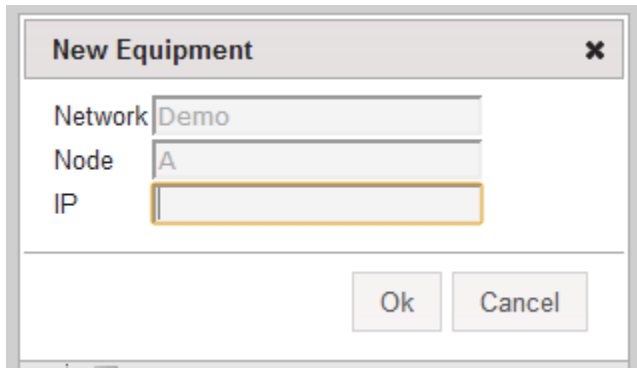 New Equipment ✖
Network Demo
Node A
IP
Ok Cancel